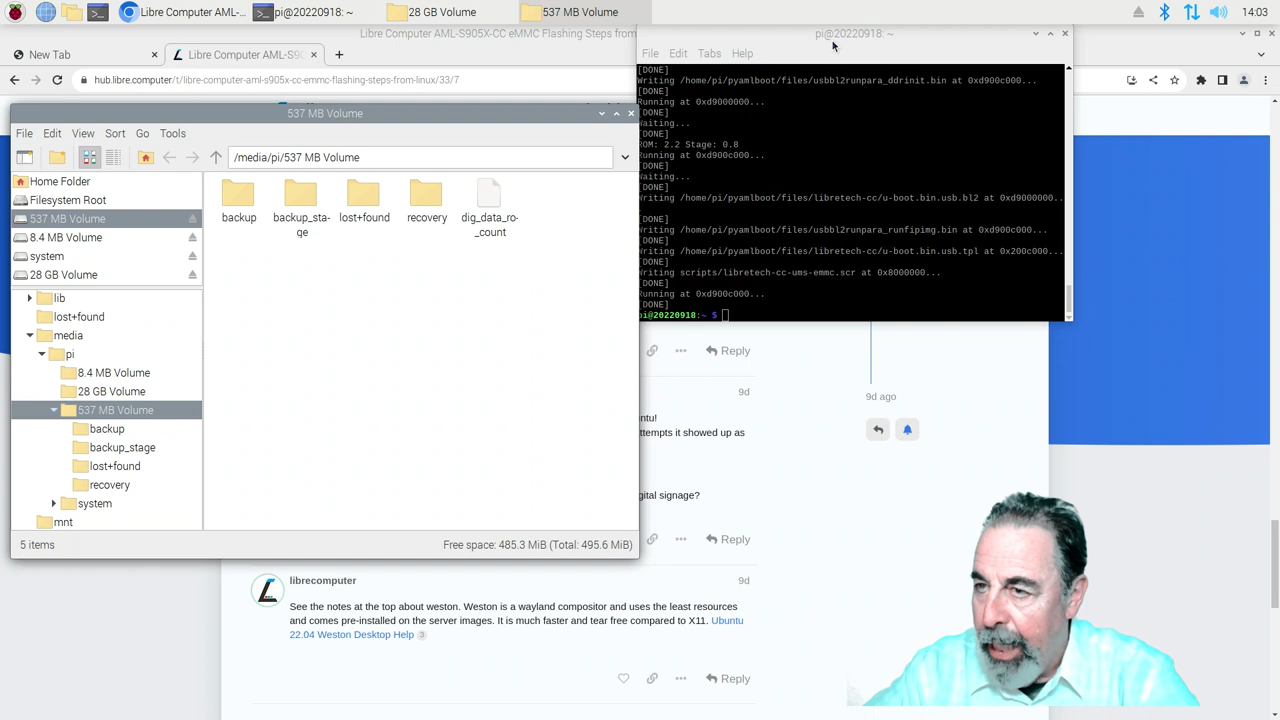 Libre Computer AML-...
pi@20220918: ~
28 GB Volume
537 MB Volume
14:03
Libre Computer AML-S905X-CC eMMC Flashing Steps from
New Tab
Libre Computer AML-S90
hub.librecomputer.com/t/libre-computer-aml-s905x-cc-emmc-flashing-steps-from-linux/33/7
537 MB Volume
File Edit View Sort Go Tools
/media/pi/537 MB Volume
Home Folder
Filesystem Root
537 MB Volume
8.4 MB Volume
system
28 GB Volume
lib
lost+found
media
pi
8.4 MB Volume
28 GB Volume
537 MB Volume
backup
backup_stage
lost+found
recovery
system
mnt
backup
backup_sta-
ge
lost+found
recovery
dig_data_ro-
_count
5 items
Free space: 485.3 MiB (Total: 495.6 MiB)
pi@20220918: ~
File Edit Tabs Help
[DONE]
Writing /home/pi/pyamlboot/files/usbbl2runpara_ddrinit.bin at 0xd900c000...
[DONE]
Running at 0xd9000000...
[DONE]
Waiting...
[DONE]
ROM: 2.2 Stage: 0.8
Running at 0xd900c000...
[DONE]
Waiting...
[DONE]
Writing /home/pi/pyamlboot/files/libretech-cc/u-boot.bin.usb.bl2 at 0xd9000000..
.
[DONE]
Writing /home/pi/pyamlboot/files/usbbl2runpara_runfipimg.bin at 0xd900c000...
[DONE]
Writing /home/pi/pyamlboot/files/libretech-cc/u-boot.bin.usb.tpl at 0x200c000...
[DONE]
Writing scripts/libretech-cc-ums-emmc.scr at 0x8000000...
[DONE]
Running at 0xd900c000...
[DONE]
pi@20220918:~ $
Reply
9d
ntu!
ttempts it showed up as
gital signage?
Reply
9d ago
librecomputer
9d
See the notes at the top about weston. Weston is a wayland compositor and uses the least resources
and comes pre-installed on the server images. It is much faster and tear free compared to X11. Ubuntu
22.04 Weston Desktop Help 3
Reply